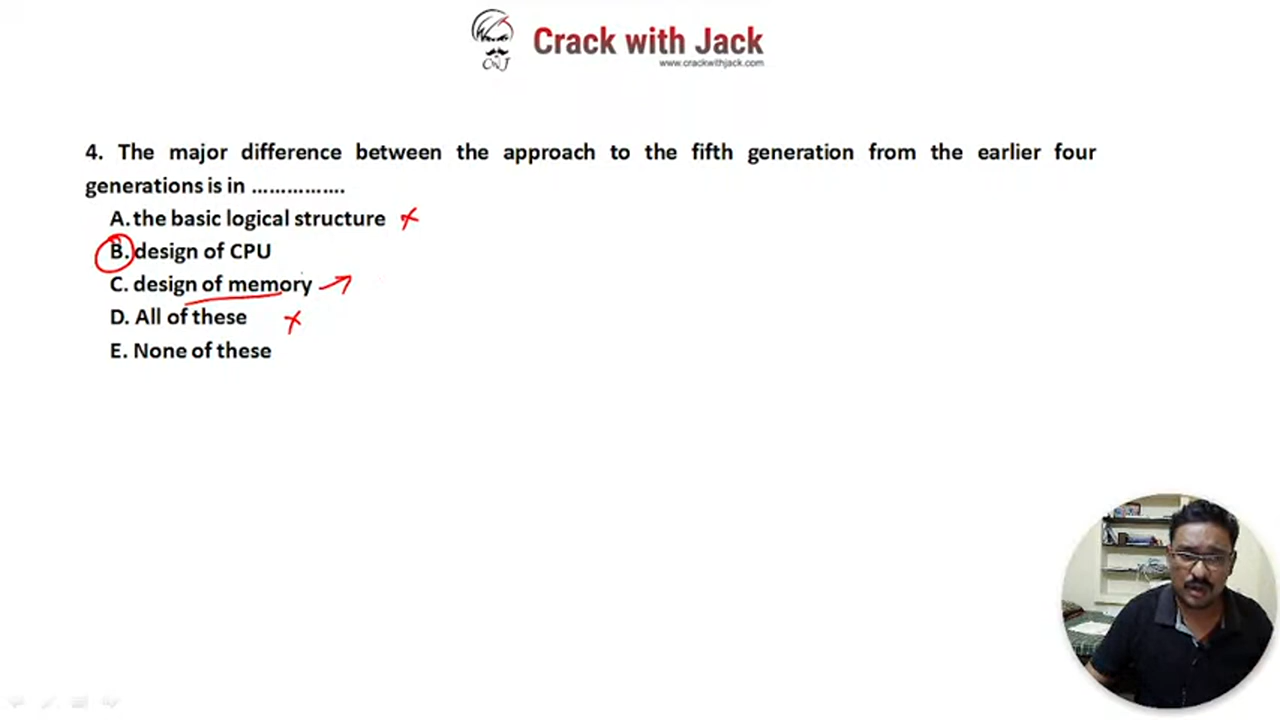 Crack with Jack
www.crackwithjack.com
4. The major difference between the approach to the fifth generation from the earlier four
generations is in ................
A. the basic logical structure
B. design of CPU
C. design of memory
D. All of these
E. None of these